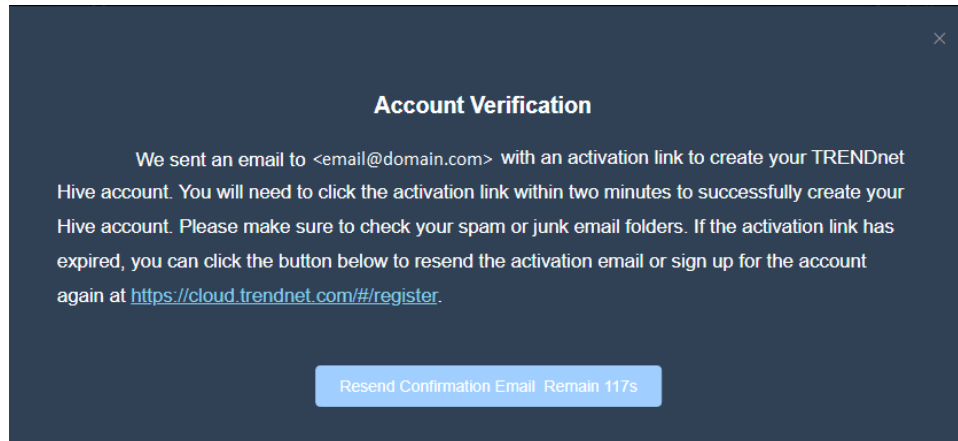 Account Verification
We sent an email to <email@domain.com> with an activation link to create your TRENDnet
Hive account. You will need to click the activation link within two minutes to successfully create your
Hive account. Please make sure to check your spam or junk email folders. If the activation link has
expired, you can click the button below to resend the activation email or sign up for the account
again at https://cloud.trendnet.com/#/register.
Resend Confirmation Email Remain 117s